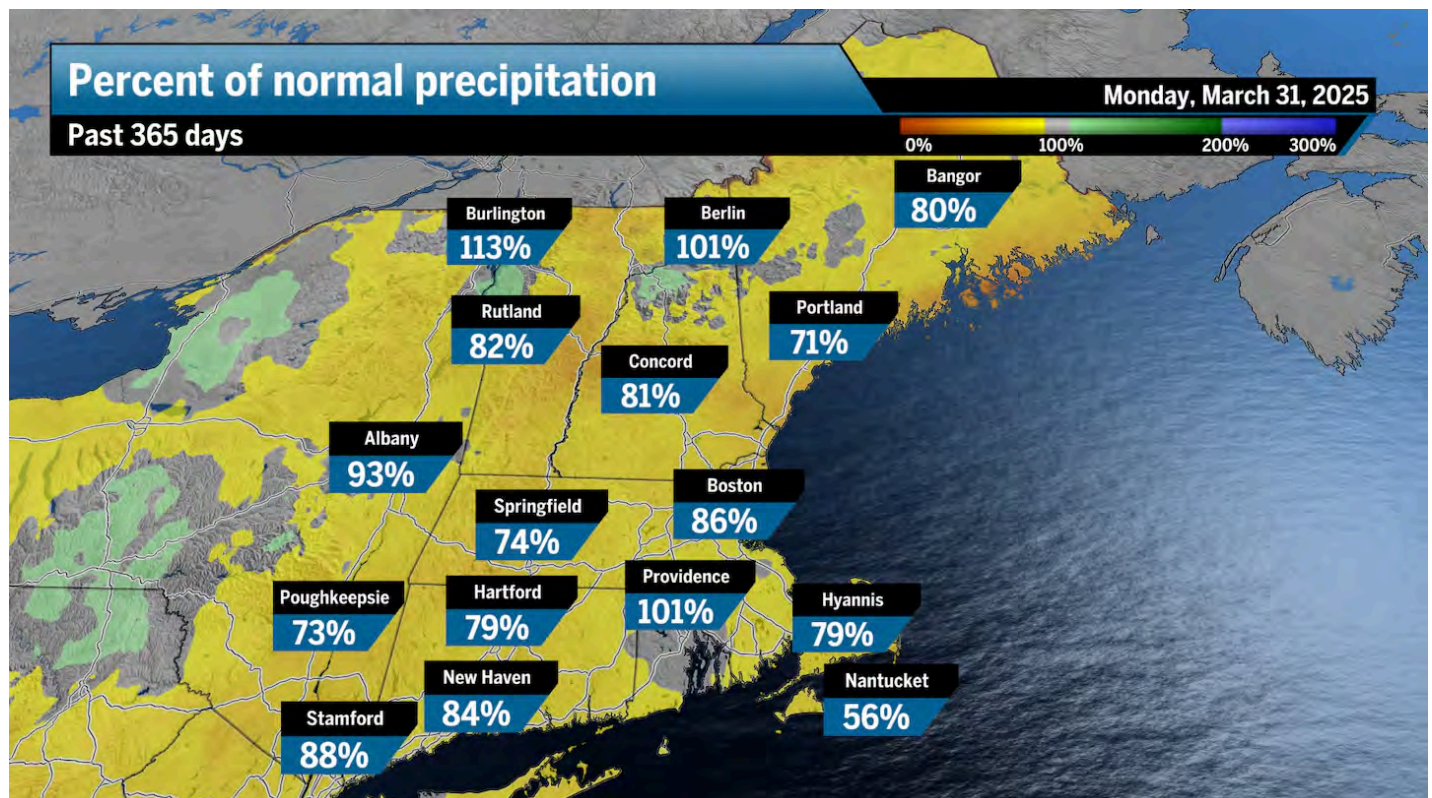 Percent of normal precipitation
Monday, March 31, 2025
Past 365 days
0% 100% 200% 300%
Bangor
80%
Burlington
113%
Berlin
101%
Rutland
82%
Portland
71%
Concord
81%
Albany
93%
Boston
86%
Springfield
74%
Providence
101%
Poughkeepsie
73%
Hartford
79%
Hyannis
79%
New Haven
84%
Nantucket
56%
Stamford
88%